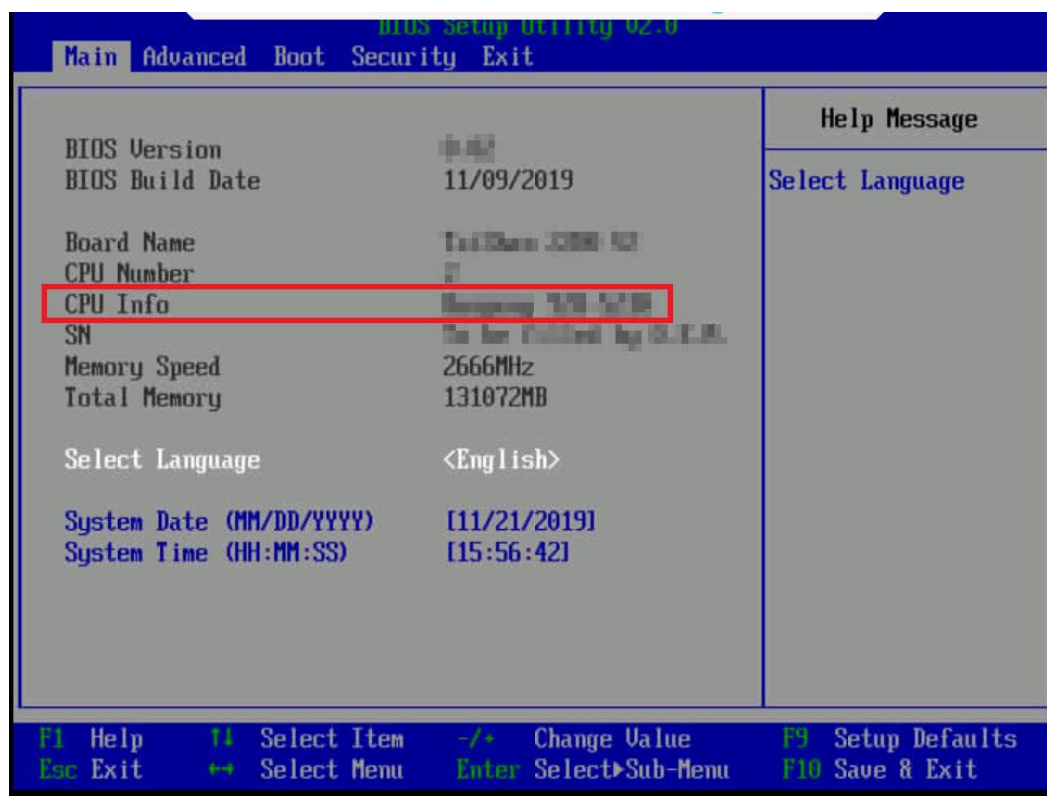 BIOS Setup Utility V2.0
Main Advanced Boot Security Exit
Help Message
Select Language
BIOS Version
BIOS Build Date 11/09/2019
Board Name
CPU Number
CPU Info
SN
Memory Speed 2666MHz
Total Memory 131072MB
Select Language <English>
System Date (MM/DD/YYYY) [11/21/2019]
System Time (HH:MM:SS) [15:56:42]
F1 Help ↑↓ Select Item -/+ Change Value F9 Setup Defaults
Esc Exit ←→ Select Menu Enter Select▶Sub-Menu F10 Save & Exit